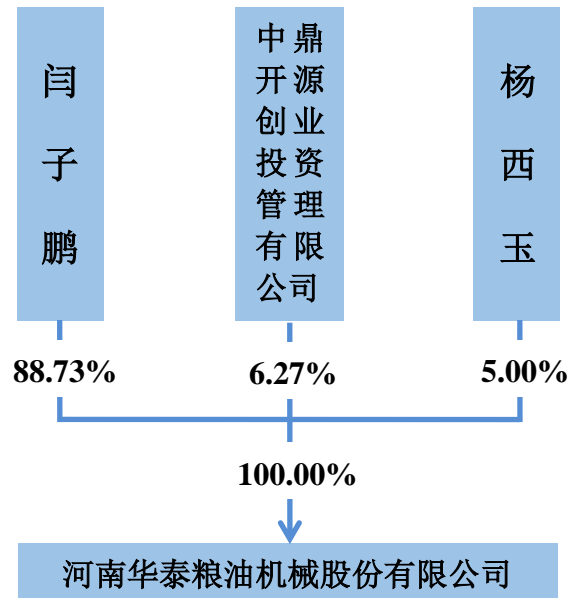 闫子鹏
中鼎
开源
创业
投资
管理
有限
公司
杨西玉
88.73%
6.27%
5.00%
100.00%
河南华泰粮油机械股份有限公司